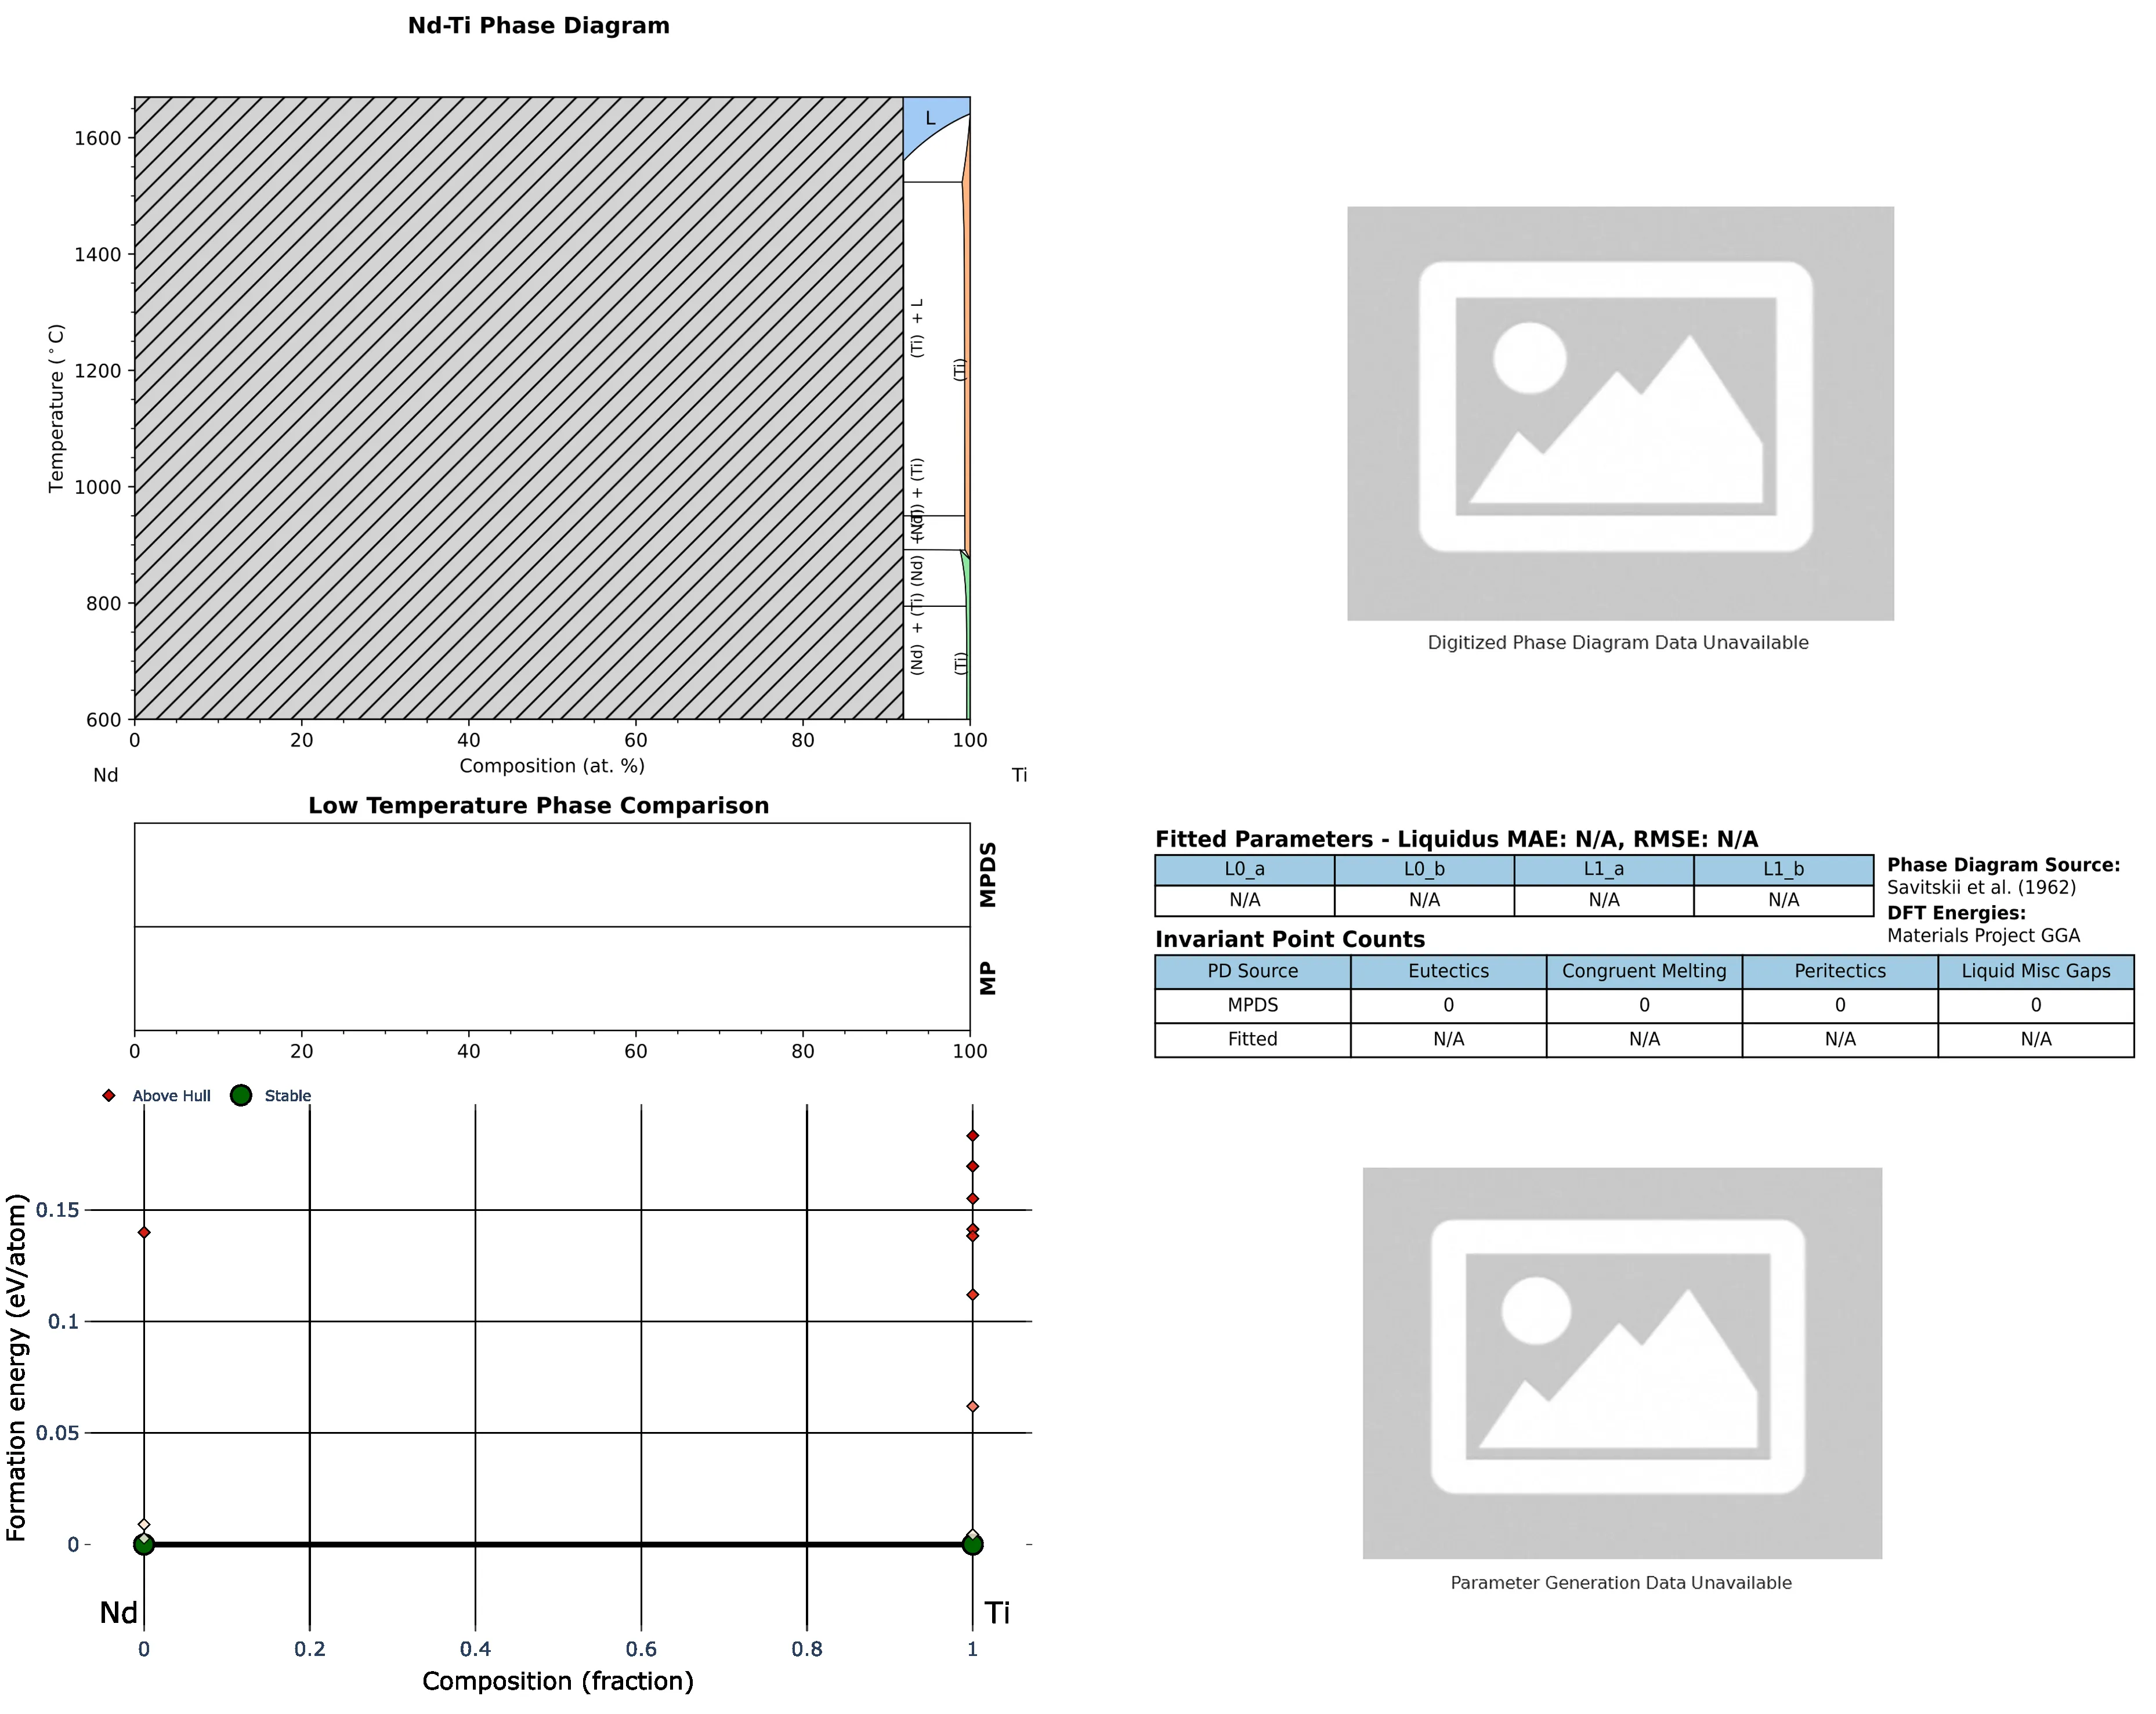 Nd-Ti Phase Diagram
Temperature (°C)
1600
1400
1200
1000
800
600
L
(Ti) + L
(Ti)
(Nd) + (Ti)
(Nd) + (Ti)
(Nd) + (Ti)
(Ti)
0 20 40 60 80 100
Composition (at. %)
Nd Ti
Digitized Phase Diagram Data Unavailable
Low Temperature Phase Comparison
MPDS
MP
0 20 40 60 80 100
Fitted Parameters - Liquidus MAE: N/A, RMSE: N/A
L0_a L0_b L1_a L1_b
N/A N/A N/A N/A
Phase Diagram Source:
Savitskii et al. (1962)
DFT Energies:
Materials Project GGA
Invariant Point Counts
PD Source Eutectics Congruent Melting Peritectics Liquid Misc Gaps
MPDS 0 0 0 0
Fitted N/A N/A N/A N/A
Above Hull Stable
Formation energy (eV/atom)
0.15
0.1
0.05
0
Nd Ti
0 0.2 0.4 0.6 0.8 1
Composition (fraction)
Parameter Generation Data Unavailable